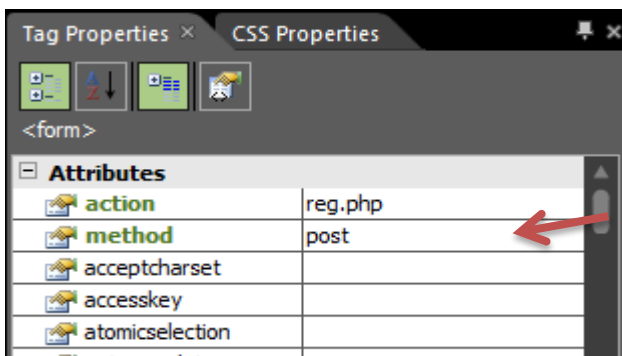 Tag Properties × CSS Properties
<form>
Attributes
action reg.php
method post
acceptcharset
accesskey
atomicselection